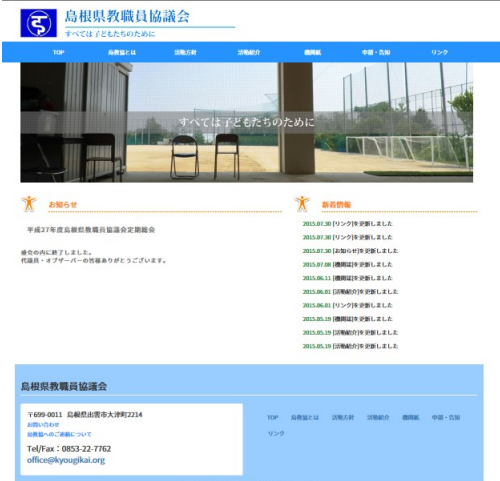 島根県教職員協議会
すべては子どもたちのために
TOP 島教協とは 活動方針 活動紹介 機関紙 申請・告知 リンク
すべては子どもたちのために
お知らせ
平成27年度島根県教職員協議会定期総会
盛会の内に終了しました。
代議員・オブザーバーの皆様ありがとうございます。
新着情報
2015.07.30 [リンク]を更新しました
2015.07.30 [リンク]を更新しました
2015.07.30 [お知らせ]を更新しました
2015.07.08 [機関誌]を更新しました
2015.06.11 [機関誌]を更新しました
2015.06.01 [活動紹介]を更新しました
2015.06.01 [リンク]を更新しました
2015.05.19 [機関誌]を更新しました
2015.05.19 [活動紹介]を更新しました
2015.05.19 [活動紹介]を更新しました
島根県教職員協議会
〒699-0011 島根県出雲市大津町2214
お問い合わせ
島教協へのご連絡について
Tel/Fax：0853-22-7762
office@kyougikai.org
TOP 島教協とは 活動方針 活動紹介 機関紙 申請・告知
リンク